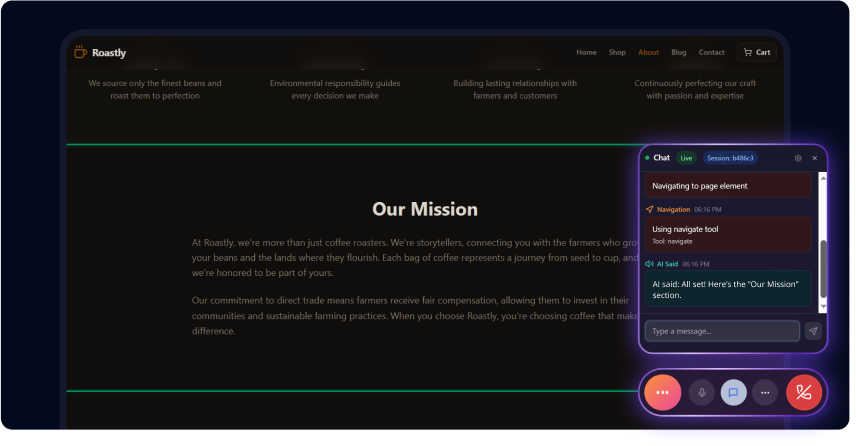 Roastly
Home Shop About Blog Contact Cart
We source only the finest beans and
roast them to perfection
Environmental responsibility guides
every decision we make
Building lasting relationships with
farmers and customers
Continuously perfecting our craft
with passion and expertise
Our Mission
At Roastly, we're more than just coffee roasters. We're storytellers, connecting you with the farmers who
your beans and the lands where they flourish. Each bag of coffee represents a journey from seed to cup, and
we're honored to be part of yours.
Our commitment to direct trade means farmers receive fair compensation, allowing them to invest in their
communities and sustainable farming practices. When you choose Roastly, you're choosing coffee that make
difference.
Chat Live Session: b486c3
Navigating to page element
Navigation 06:16 PM
Using navigate tool
Tool: navigate
AI Said 06:16 PM
AI said: All set! Here's the "Our Mission"
section.
Type a message...